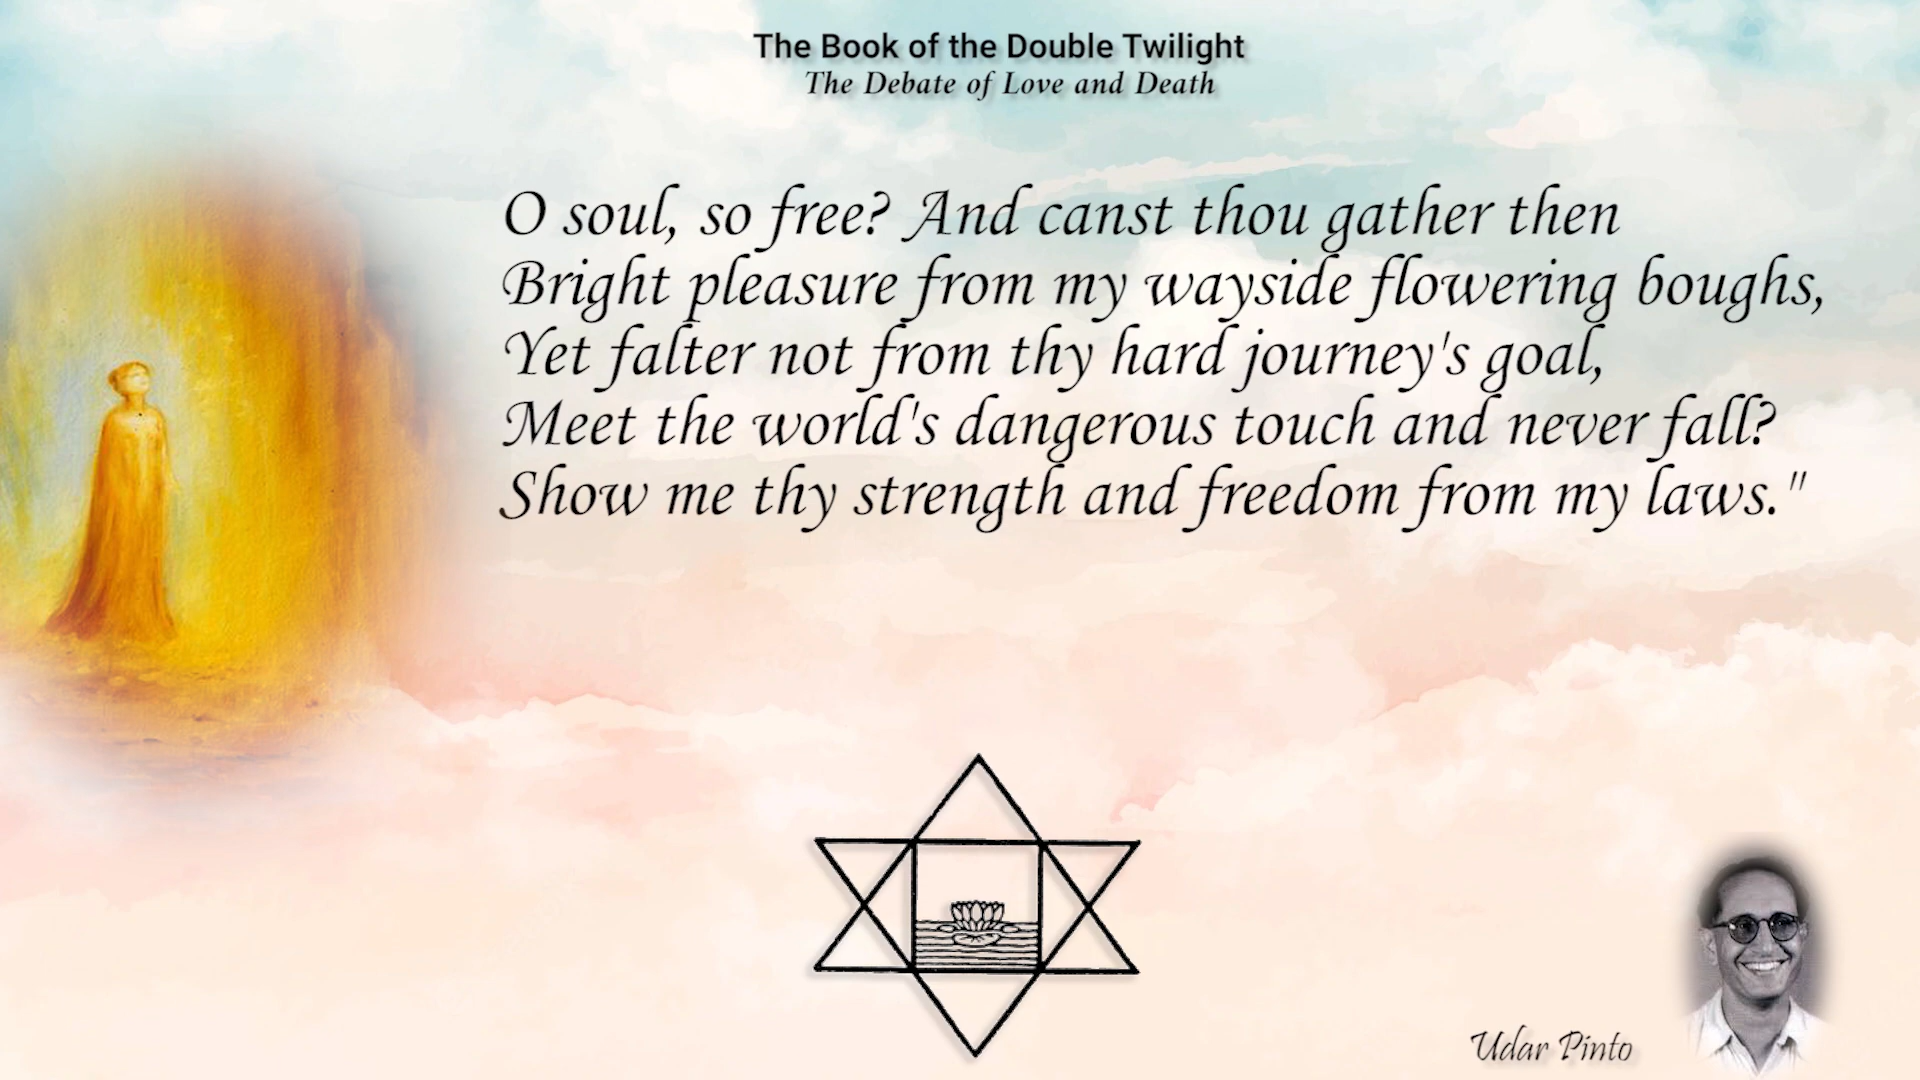 The Book of the Double Twilight
The Debate of Love and Death
O soul, so free? And canst thou gather then
Bright pleasure from my wayside flowering boughs,
Yet falter not from thy hard journey's goal,
Meet the world's dangerous touch and never fall?
Show me thy strength and freedom from my laws."
Udar Pinto